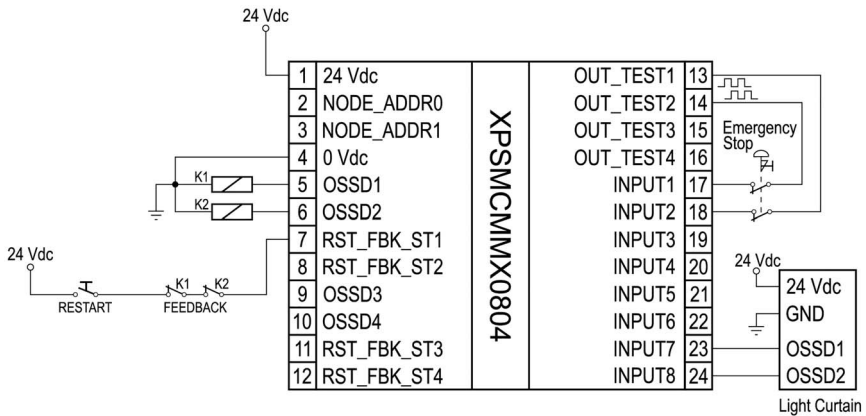 24 Vdc
1 24 Vdc
2 NODE_ADDR0
3 NODE_ADDR1
4 0 Vdc
5 OSSD1
6 OSSD2
7 RST_FBK_ST1
8 RST_FBK_ST2
9 OSSD3
10 OSSD4
11 RST_FBK_ST3
12 RST_FBK_ST4
K1
K2
24 Vdc
RESTART
K1 K2
FEEDBACK
XPSMCMMX0804
OUT_TEST1 13
OUT_TEST2 14
OUT_TEST3 15
OUT_TEST4 16
INPUT1 17
INPUT2 18
INPUT3 19
INPUT4 20
INPUT5 21
INPUT6 22
INPUT7 23
INPUT8 24
Emergency
Stop
24 Vdc
24 Vdc
GND
OSSD1
OSSD2
Light Curtain